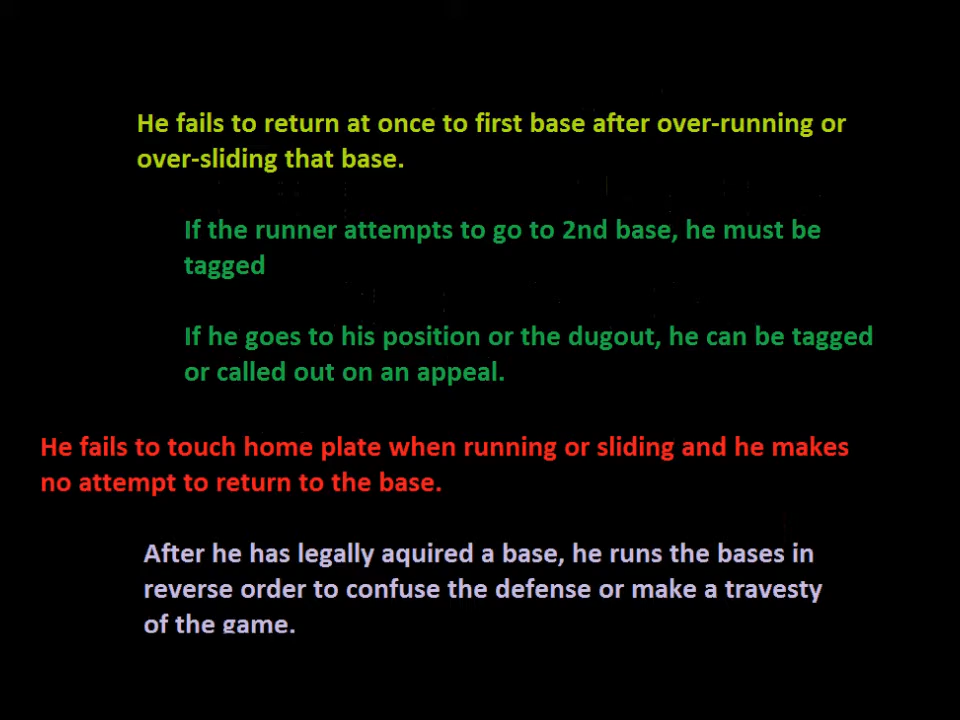 He fails to return at once to first base after over-running or
over-sliding that base.
If the runner attempts to go to 2nd base, he must be
tagged
If he goes to his position or the dugout, he can be tagged
or called out on an appeal.
He fails to touch home plate when running or sliding and he makes
no attempt to return to the base.
After he has legally aquired a base, he runs the bases in
reverse order to confuse the defense or make a travesty
of the game.